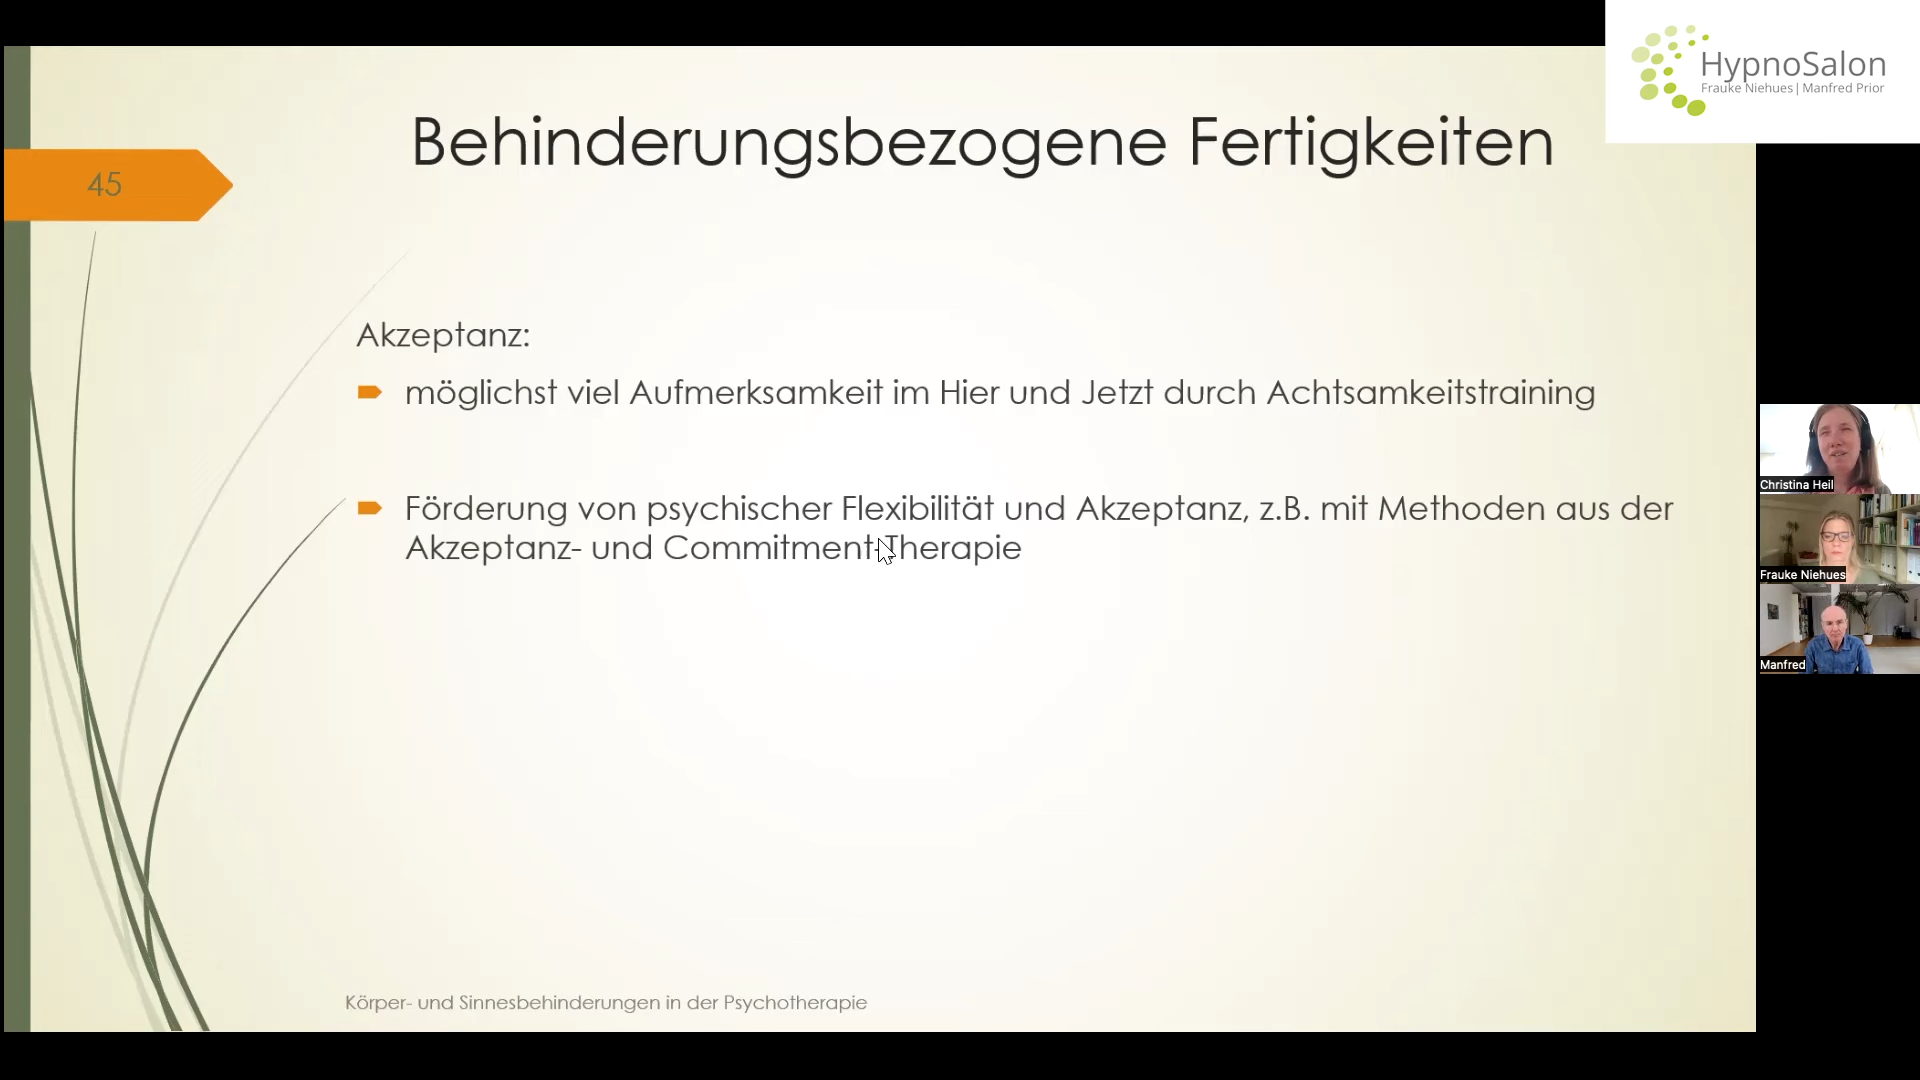 HypnoSalon
Frauke Niehues | Manfred Prior
Behinderungsbezogene Fertigkeiten
45
Akzeptanz:
möglichst viel Aufmerksamkeit im Hier und Jetzt durch Achtsamkeitstraining
Förderung von psychischer Flexibilität und Akzeptanz, z.B. mit Methoden aus der
Akzeptanz- und Commitment-Therapie
Christina Heil
Frauke Niehues
Manfred
Körper- und Sinnesbehinderungen in der Psychotherapie